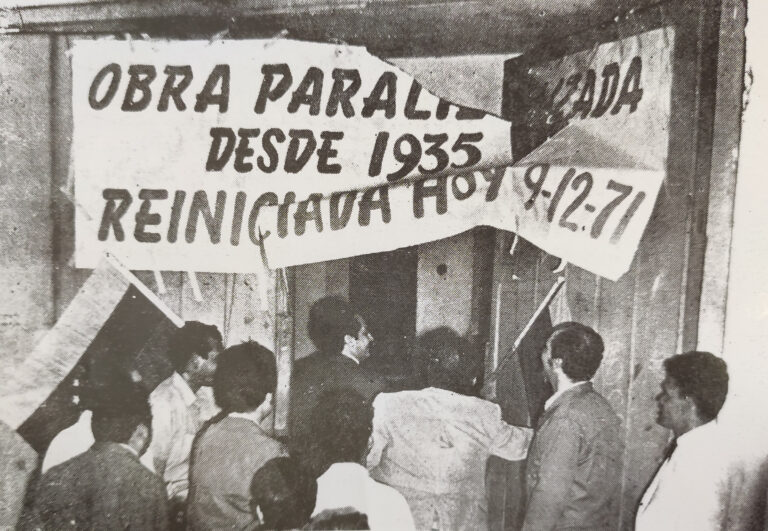 OBRA PARALIZADA
DESDE 1935
REINICIADA HOY 9-12-71